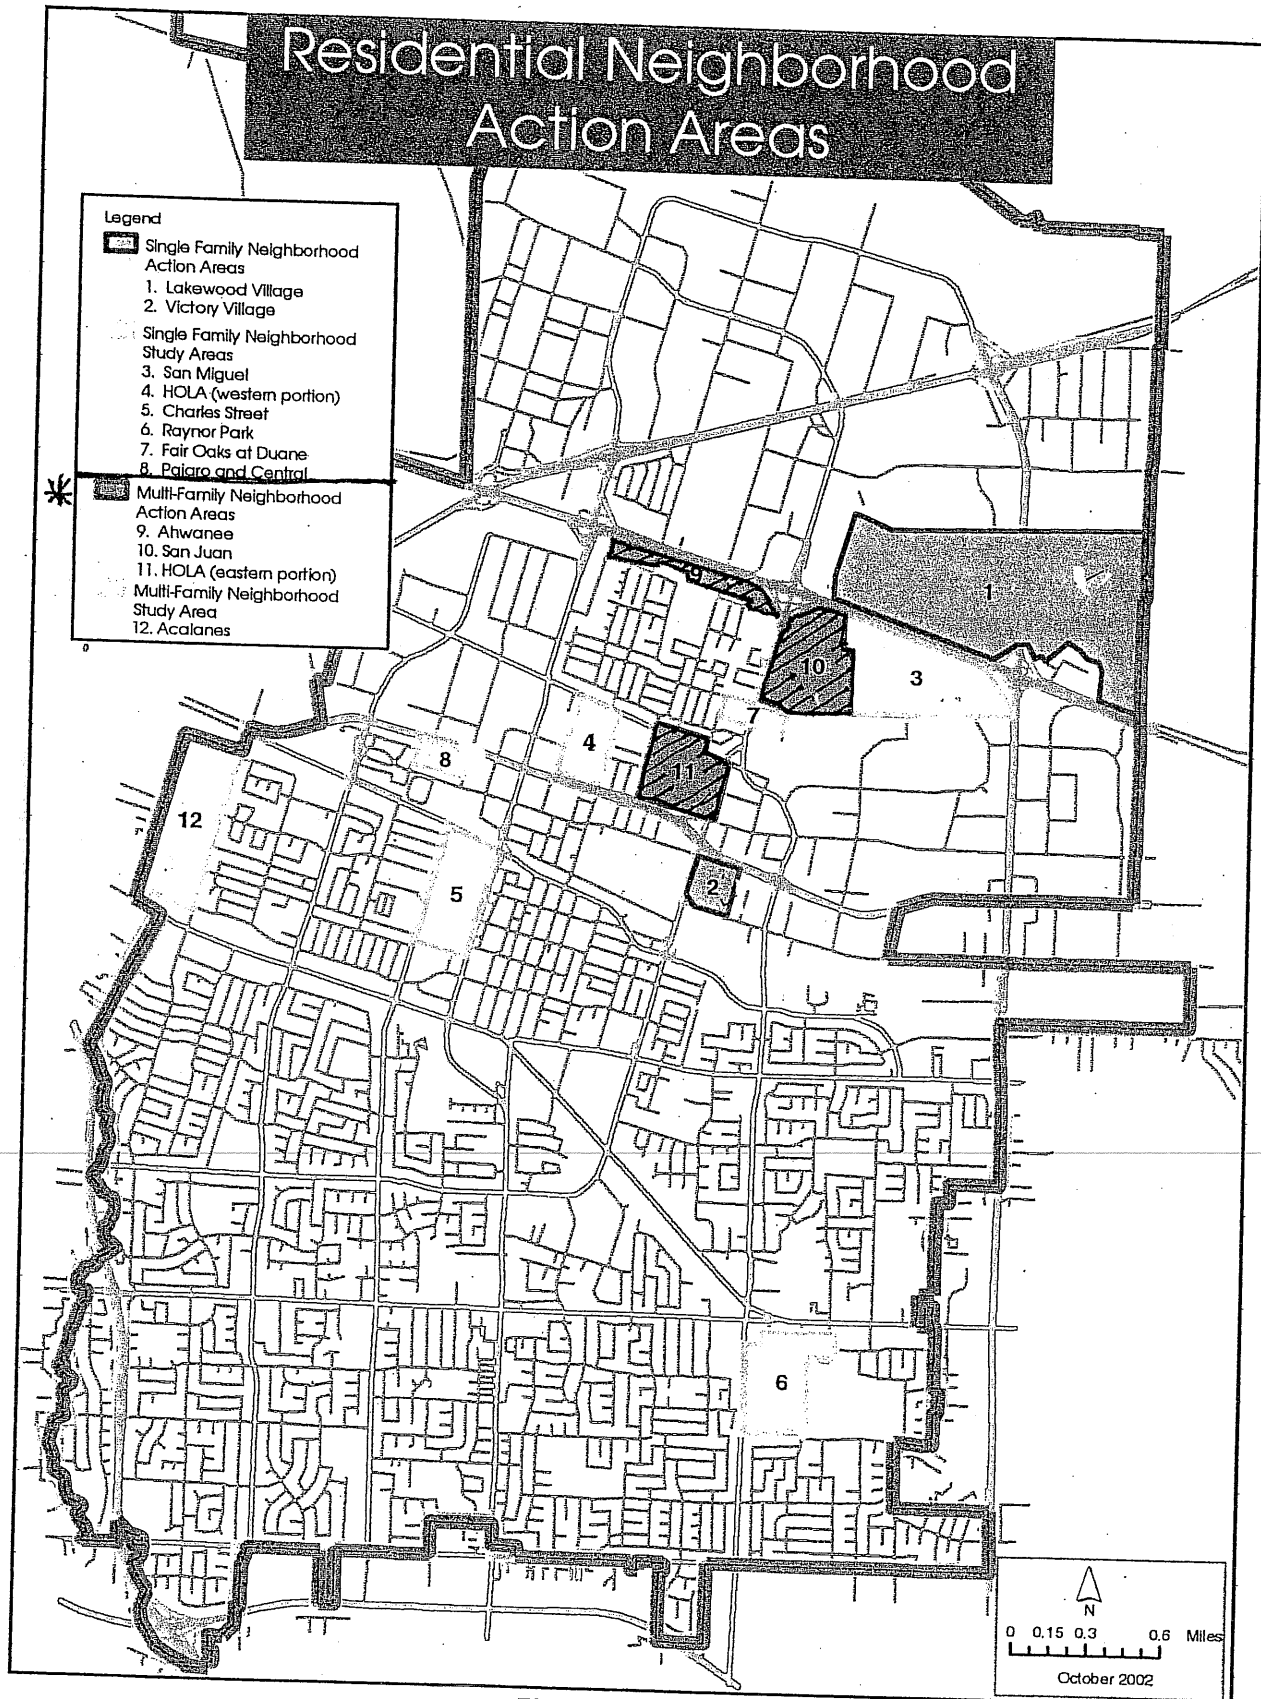 Residential Neighborhood
Action Areas
Legend
Single Family Neighborhood
Action Areas
1. Lakewood Village
2. Victory Village
Single Family Neighborhood
Study Areas
3. San Miguel
4. HOLA (western portion)
5. Charles Street
6. Raynor Park
7. Fair Oaks at Duane
8. Pajaro and Central
Multi-Family Neighborhood
Action Areas
9. Ahwanee
10. San Juan
11. HOLA (eastern portion)
Multi-Family Neighborhood
Study Area
12. Acalanes
9
1
10
3
7
4
8
11
12
2
5
6
N
0 0.15 0.3 0.6 Miles
October 2002